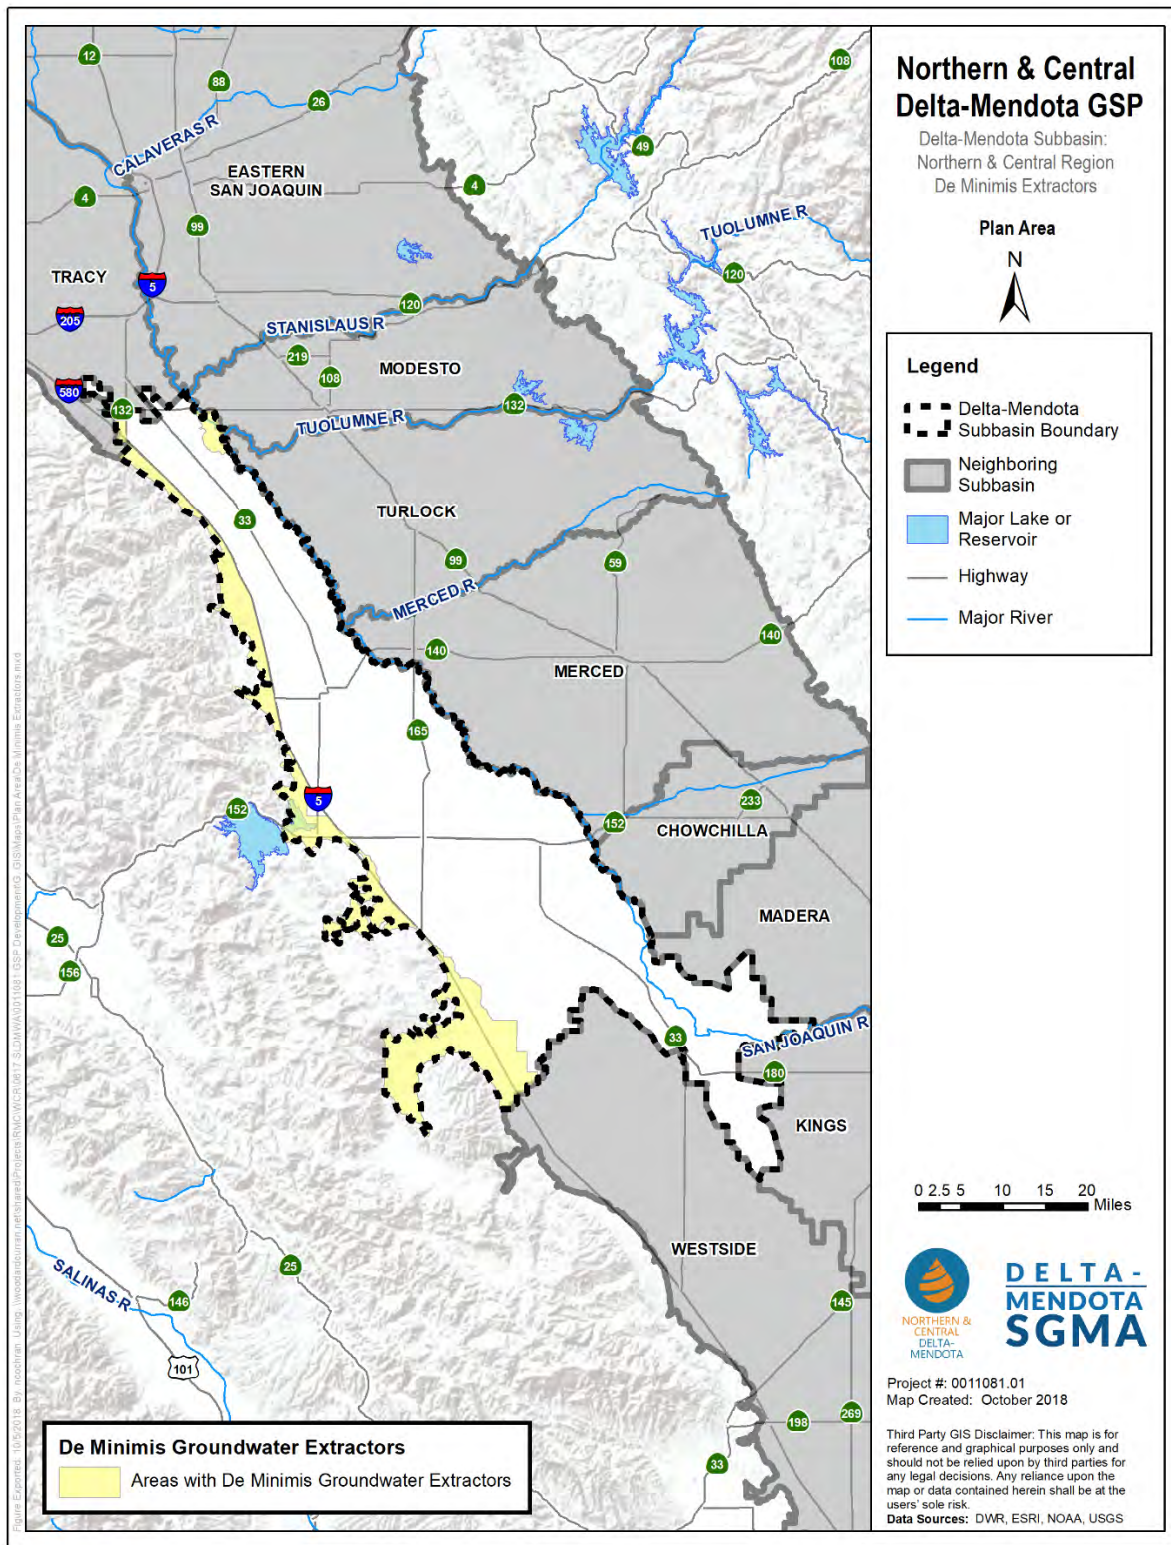 Northern & Central
Delta-Mendota GSP
Delta-Mendota Subbasin:
Northern & Central Region
De Minimis Extractors
Plan Area
N
Legend
Delta-Mendota
Subbasin Boundary
Neighboring
Subbasin
Major Lake or
Reservoir
Highway
Major River
0 2.5 5 10 15 20
Miles
NORTHERN &
CENTRAL
DELTA-
MENDOTA
DELTA-
MENDOTA
SGMA
Project #: 0011081.01
Map Created: October 2018
Third Party GIS Disclaimer: This map is for
reference and graphical purposes only and
should not be relied upon by third parties for
any legal decisions. Any reliance upon the
map or data contained herein shall be at the
users' sole risk.
Data Sources: DWR, ESRI, NOAA, USGS
12
88
26
108
49
CALAVERAS R
EASTERN
SAN JOAQUIN
4
4
99
TUOLUMNE R
120
TRACY
5
205
120
STANISLAUS R
219
108
MODESTO
580
132
132
TUOLUMNE R
33
TURLOCK
99
59
MERCED R
140
140
MERCED
165
5
152
233
152
CHOWCHILLA
MADERA
25
156
SAN JOAQUIN R
33
180
KINGS
WESTSIDE
25
SALINAS R
146
145
101
198
269
33
De Minimis Groundwater Extractors
Areas with De Minimis Groundwater Extractors